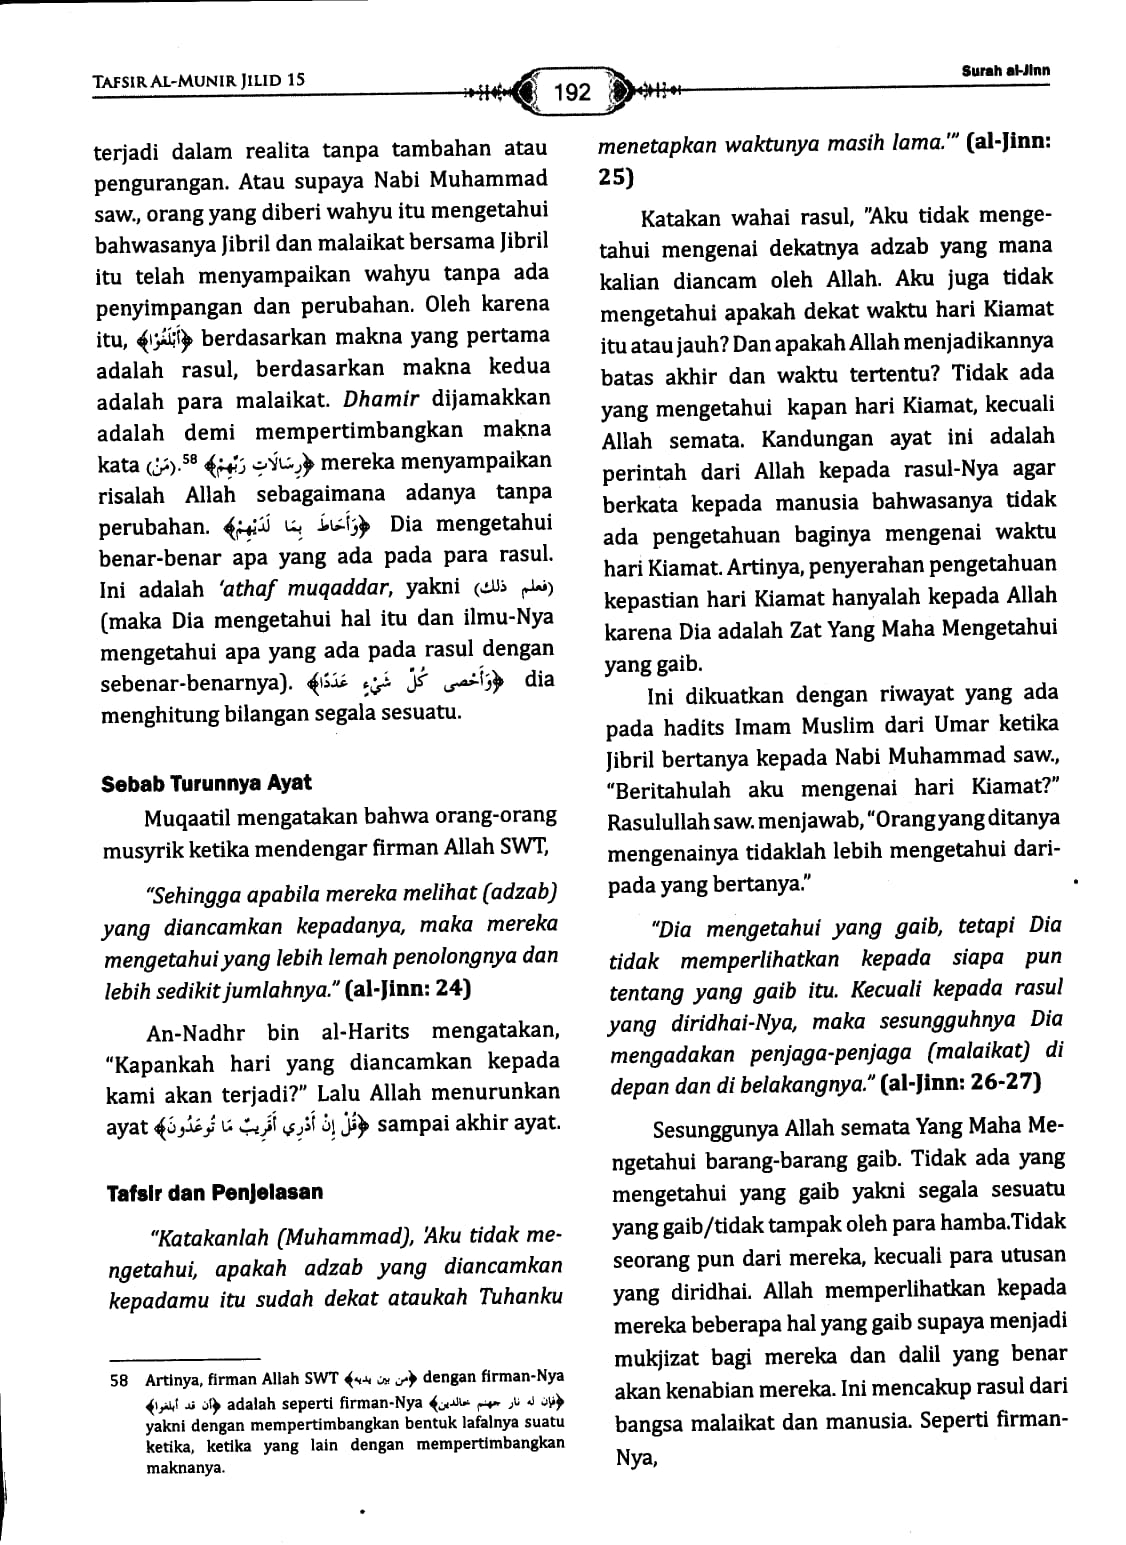 TAFSIR AL-MUNIR JILID 15
192
Surah al-Jinn
terjadi dalam realita tanpa tambahan atau
pengurangan. Atau supaya Nabi Muhammad
saw., orang yang diberi wahyu itu mengetahui
bahwasanya Jibril dan malaikat bersama Jibril
itu telah menyampaikan wahyu tanpa ada
penyimpangan dan perubahan. Oleh karena
itu, ﴿أَبْلَغُوْا﴾ berdasarkan makna yang pertama
adalah rasul, berdasarkan makna kedua
adalah para malaikat. Dhamir dijamakkan
adalah demi mempertimbangkan makna
kata (مَنْ).58 ﴿رِسَالَاتِ رَبِّهِمْ﴾ mereka menyampaikan
risalah Allah sebagaimana adanya tanpa
perubahan. ﴿وَأَحَاطَ بِمَا لَدَيْهِمْ﴾ Dia mengetahui
benar-benar apa yang ada pada para rasul.
Ini adalah ‘athaf muqaddar, yakni (فعلم ذلك)
(maka Dia mengetahui hal itu dan ilmu-Nya
mengetahui apa yang ada pada rasul dengan
sebenar-benarnya). ﴿وَأَحْصَى كُلَّ شَيْءٍ عَدَدًا﴾ dia
menghitung bilangan segala sesuatu.
Sebab Turunnya Ayat
Muqaatil mengatakan bahwa orang-orang
musyrik ketika mendengar firman Allah SWT,
“Sehingga apabila mereka melihat (adzab)
yang diancamkan kepadanya, maka mereka
mengetahui yang lebih lemah penolongnya dan
lebih sedikit jumlahnya.” (al-Jinn: 24)
An-Nadhr bin al-Harits mengatakan,
“Kapankah hari yang diancamkan kepada
kami akan terjadi?” Lalu Allah menurunkan
ayat ﴿قُلْ إِنْ أَدْرِي أَقَرِيبٌ مَا تُوعَدُونَ﴾ sampai akhir ayat.
Tafsir dan Penjelasan
“Katakanlah (Muhammad), ‘Aku tidak me-
ngetahui, apakah adzab yang diancamkan
kepadamu itu sudah dekat ataukah Tuhanku
58 Artinya, firman Allah SWT ﴿من بين يديه﴾ dengan firman-Nya
﴿أن قد أبلغوا﴾ adalah seperti firman-Nya ﴿فإن له نار جهنم خالدين﴾
yakni dengan mempertimbangkan bentuk lafalnya suatu
ketika, ketika yang lain dengan mempertimbangkan
maknanya.
menetapkan waktunya masih lama.’” (al-Jinn:
25)
Katakan wahai rasul, "Aku tidak menge-
tahui mengenai dekatnya adzab yang mana
kalian diancam oleh Allah. Aku juga tidak
mengetahui apakah dekat waktu hari Kiamat
itu atau jauh? Dan apakah Allah menjadikannya
batas akhir dan waktu tertentu? Tidak ada
yang mengetahui kapan hari Kiamat, kecuali
Allah semata. Kandungan ayat ini adalah
perintah dari Allah kepada rasul-Nya agar
berkata kepada manusia bahwasanya tidak
ada pengetahuan baginya mengenai waktu
hari Kiamat. Artinya, penyerahan pengetahuan
kepastian hari Kiamat hanyalah kepada Allah
karena Dia adalah Zat Yang Maha Mengetahui
yang gaib.
Ini dikuatkan dengan riwayat yang ada
pada hadits Imam Muslim dari Umar ketika
Jibril bertanya kepada Nabi Muhammad saw.,
“Beritahulah aku mengenai hari Kiamat?”
Rasulullah saw. menjawab, “Orang yang ditanya
mengenainya tidaklah lebih mengetahui dari-
pada yang bertanya.”
“Dia mengetahui yang gaib, tetapi Dia
tidak memperlihatkan kepada siapa pun
tentang yang gaib itu. Kecuali kepada rasul
yang diridhai-Nya, maka sesungguhnya Dia
mengadakan penjaga-penjaga (malaikat) di
depan dan di belakangnya.” (al-Jinn: 26-27)
Sesunggunya Allah semata Yang Maha Me-
ngetahui barang-barang gaib. Tidak ada yang
mengetahui yang gaib yakni segala sesuatu
yang gaib/tidak tampak oleh para hamba.Tidak
seorang pun dari mereka, kecuali para utusan
yang diridhai. Allah memperlihatkan kepada
mereka beberapa hal yang gaib supaya menjadi
mukjizat bagi mereka dan dalil yang benar
akan kenabian mereka. Ini mencakup rasul dari
bangsa malaikat dan manusia. Seperti firman-
Nya,